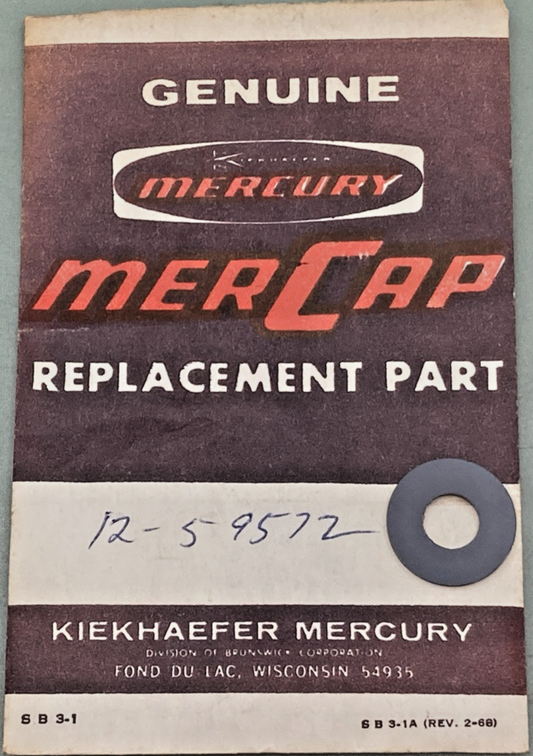 GENUINE
KIEKHAEFER
MERCURY
MERCAP
REPLACEMENT PART
12-59572
KIEKHAEFER MERCURY
DIVISION OF BRUNSWICK CORPORATION
FOND DU LAC, WISCONSIN 54935
S B 3-1
S B 3-1A (REV. 2-68)